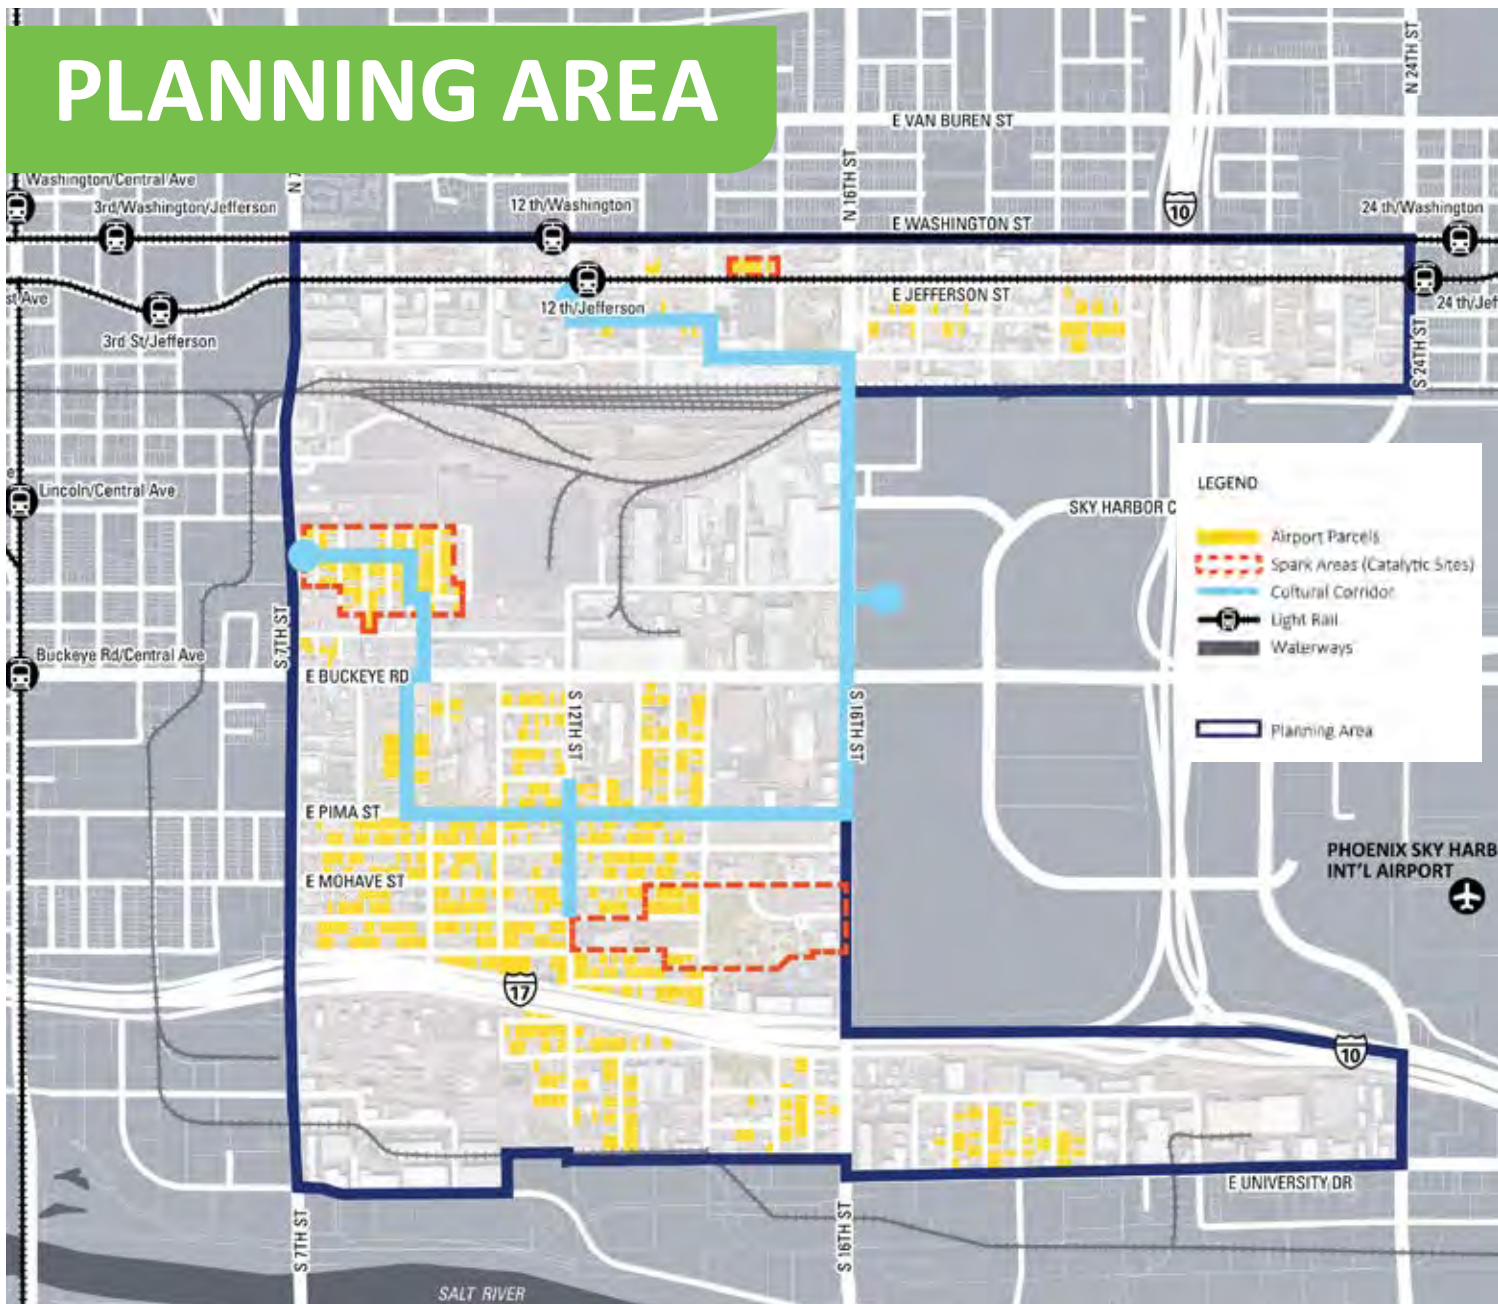 PLANNING AREA
N 24TH ST
E VAN BUREN ST
N 16TH ST
Washington/Central Ave
N 7
3rd/Washington/Jefferson
12 th/Washington
10
24 th/Washington
E WASHINGTON ST
st Ave
E JEFFERSON ST
24 th/Jeff
12 th/Jefferson
3rd St/Jefferson
S 24TH ST
LEGEND
Airport Parcels
Spark Areas (Catalytic Sites)
Cultural Corridor
Light Rail
Waterways
Planning Area
e
Lincoln/Central Ave
SKY HARBOR C
S 7TH ST
Buckeye Rd/Central Ave
E BUCKEYE RD
S 12TH ST
S 16TH ST
E PIMA ST
PHOENIX SKY HARB
INT'L AIRPORT
E MOHAVE ST
17
10
E UNIVERSITY DR
S 7TH ST
S 16TH ST
SALT RIVER